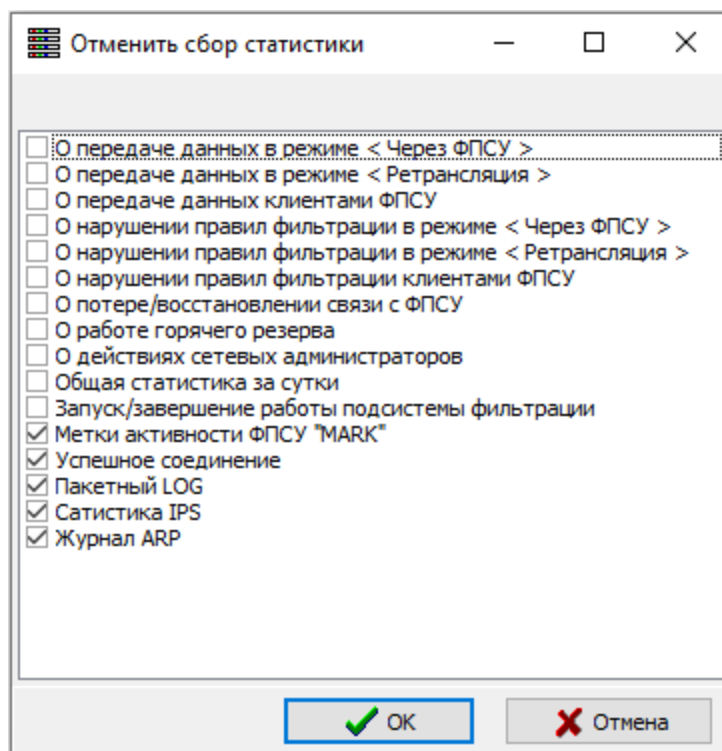 Отменить сбор статистики
О передаче данных в режиме < Через ФПСУ >
О передаче данных в режиме < Ретрансляция >
О передаче данных клиентами ФПСУ
О нарушении правил фильтрации в режиме < Через ФПСУ >
О нарушении правил фильтрации в режиме < Ретрансляция >
О нарушении правил фильтрации клиентами ФПСУ
О потере/восстановлении связи с ФПСУ
О работе горячего резерва
О действиях сетевых администраторов
Общая статистика за сутки
Запуск/завершение работы подсистемы фильтрации
Метки активности ФПСУ "MARK"
Успешное соединение
Пакетный LOG
Сатистика IPS
Журнал ARP
OK Отмена